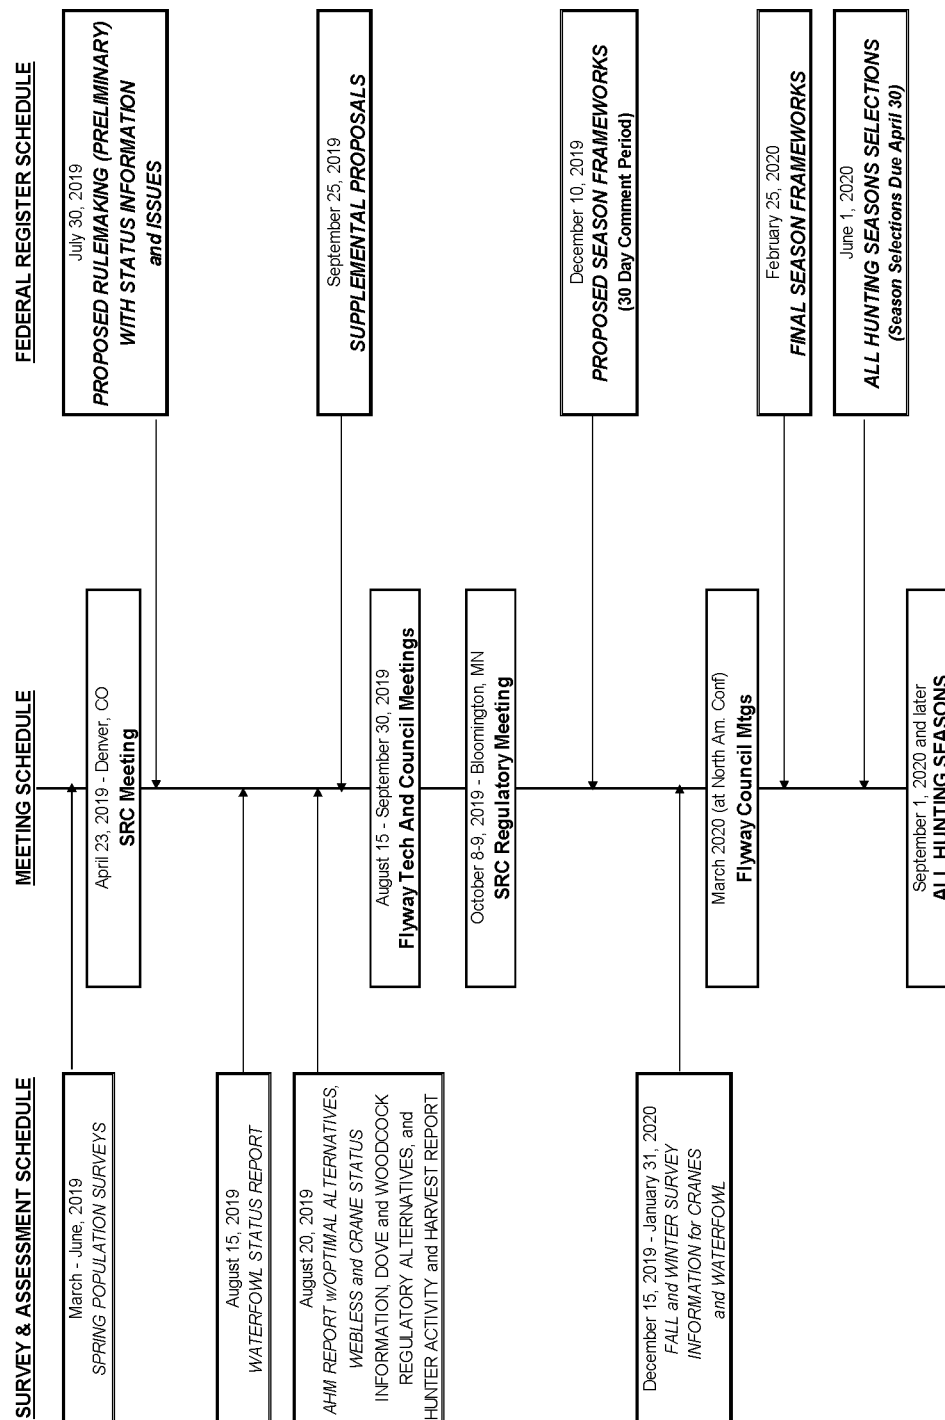 SURVEY & ASSESSMENT SCHEDULE
March - June, 2019
SPRING POPULATION SURVEYS
August 15, 2019
WATERFOWL STATUS REPORT
August 20, 2019
AHM REPORT w/OPTIMAL ALTERNATIVES,
WEBLESS and CRANE STATUS
INFORMATION, DOVE and WOODCOCK
REGULATORY ALTERNATIVES, and
HUNTER ACTIVITY and HARVEST REPORT
December 15, 2019 - January 31, 2020
FALL and WINTER SURVEY
INFORMATION for CRANES
and WATERFOWL
MEETING SCHEDULE
April 23, 2019 - Denver, CO
SRC Meeting
August 15 - September 30, 2019
Flyway Tech And Council Meetings
October 8-9, 2019 - Bloomington, MN
SRC Regulatory Meeting
March 2020 (at North Am. Conf)
Flyway Council Mtgs
September 1, 2020 and later
ALL HUNTING SEASONS
FEDERAL REGISTER SCHEDULE
July 30, 2019
PROPOSED RULEMAKING (PRELIMINARY)
WITH STATUS INFORMATION
and ISSUES
September 25, 2019
SUPPLEMENTAL PROPOSALS
December 10, 2019
PROPOSED SEASON FRAMEWORKS
(30 Day Comment Period)
February 25, 2020
FINAL SEASON FRAMEWORKS
June 1, 2020
ALL HUNTING SEASONS SELECTIONS
(Season Selections Due April 30)